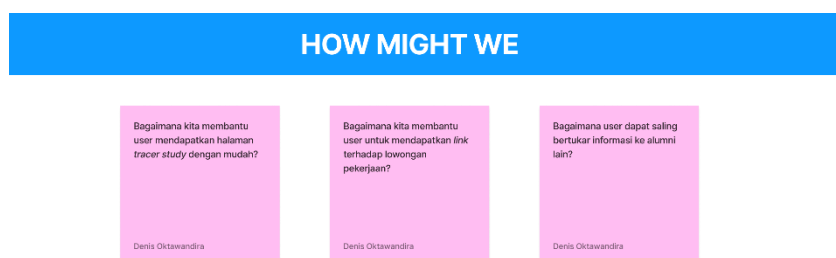 HOW MIGHT WE
Bagaimana kita membantu
user mendapatkan halaman
tracer study dengan mudah?
Denis Oktawandira
Bagaimana kita membantu
user untuk mendapatkan link
terhadap lowongan
pekerjaan?
Denis Oktawandira
Bagaimana user dapat saling
bertukar informasi ke alumni
lain?
Denis Oktawandira